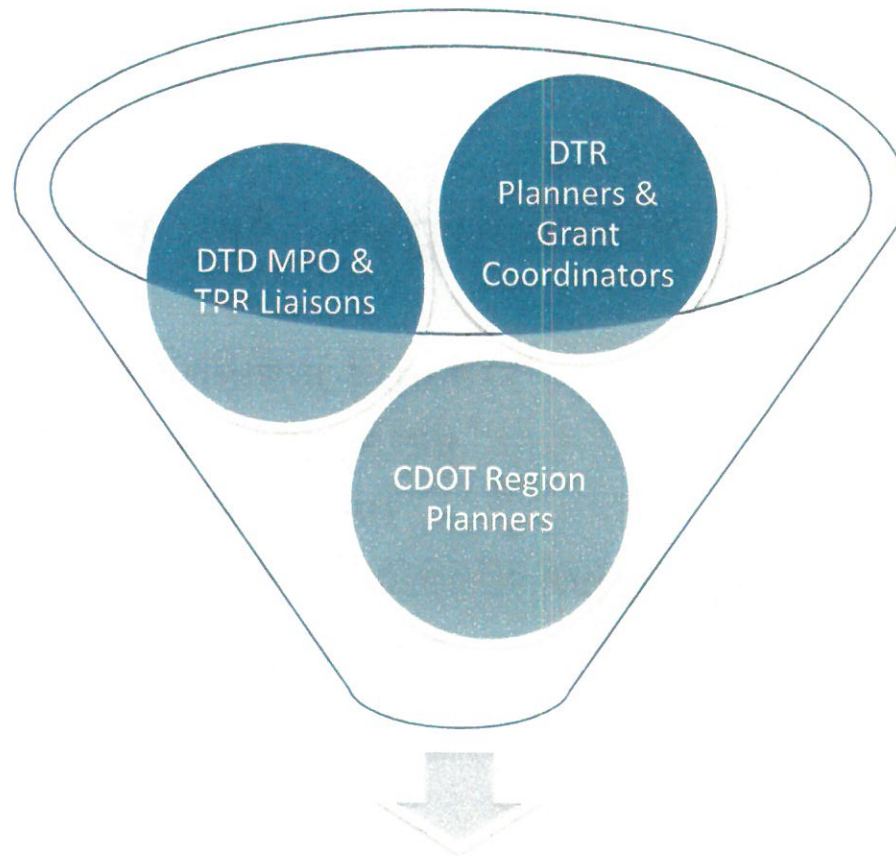 DTR
Planners &
Grant
Coordinators
DTD MPO &
TPR Liaisons
CDOT Region
Planners